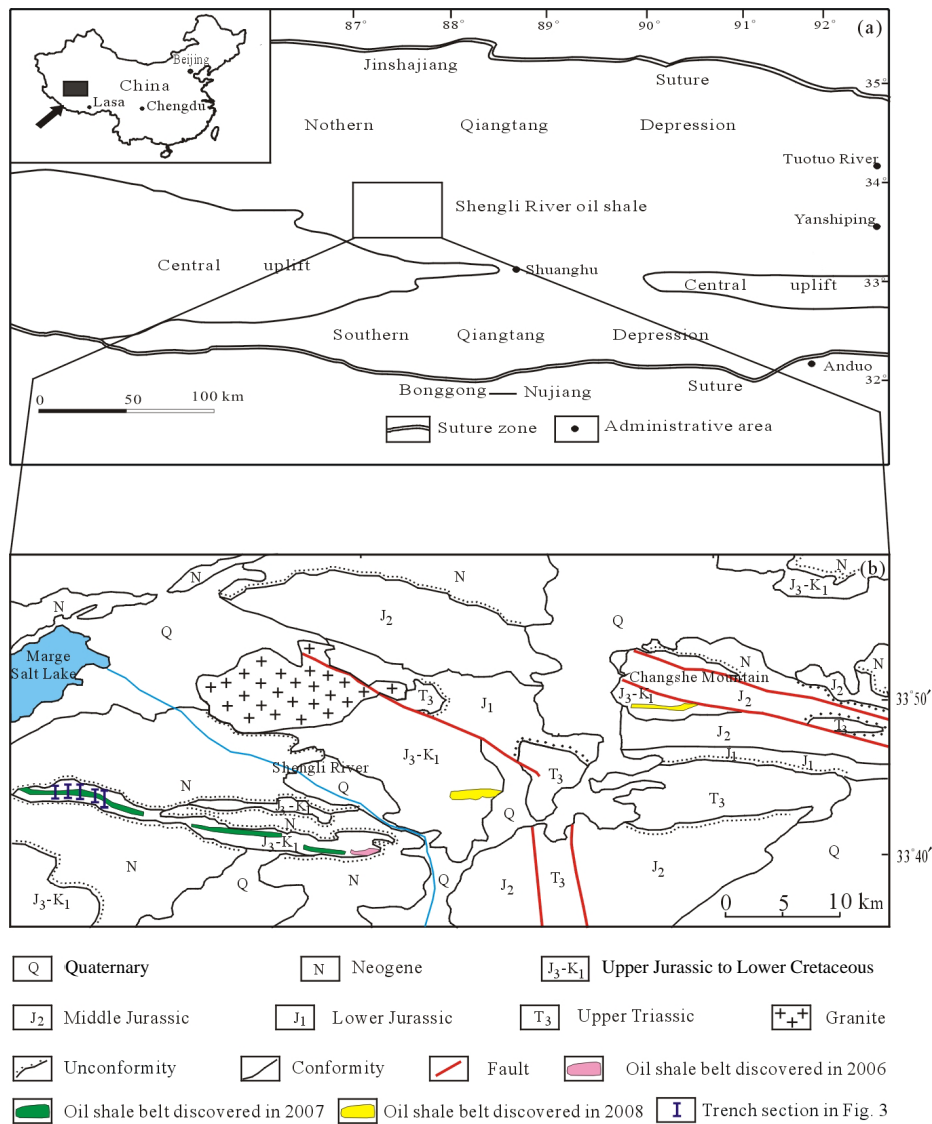 87° 88° 89° 90° 91° 92° (a)
Beijing
China
Lasa Chengdu
Jinshajiang Suture
35°
Nothern Qiangtang Depression
Tuotuo River
34°
Shengli River oil shale
Yanshiping
Central uplift
Shuanghu
33°
Central uplift
Southern Qiangtang Depression
Anduo
32°
Bonggong — Nujiang Suture
0 50 100 km
Suture zone Administrative area
(b)
N N N
J3-K1
N
J2
Q Q
Marge
Salt Lake
N N
Changshe Mountain
J2
T3 J1 J3-K1 J2
33°50′
T3
J2
J3-K1
J1 J1
Shengli River
T3
N Q
T3
J3-K
Q
N
J3-K1
Q
33°40′
N
Q N Q J2 T3 J2
J3-K1
0 5 10 km
Q Quaternary N Neogene J3-K1 Upper Jurassic to Lower Cretaceous
J2 Middle Jurassic J1 Lower Jurassic T3 Upper Triassic Granite
Unconformity Conformity Fault Oil shale belt discovered in 2006
Oil shale belt discovered in 2007 Oil shale belt discovered in 2008 I Trench section in Fig. 3